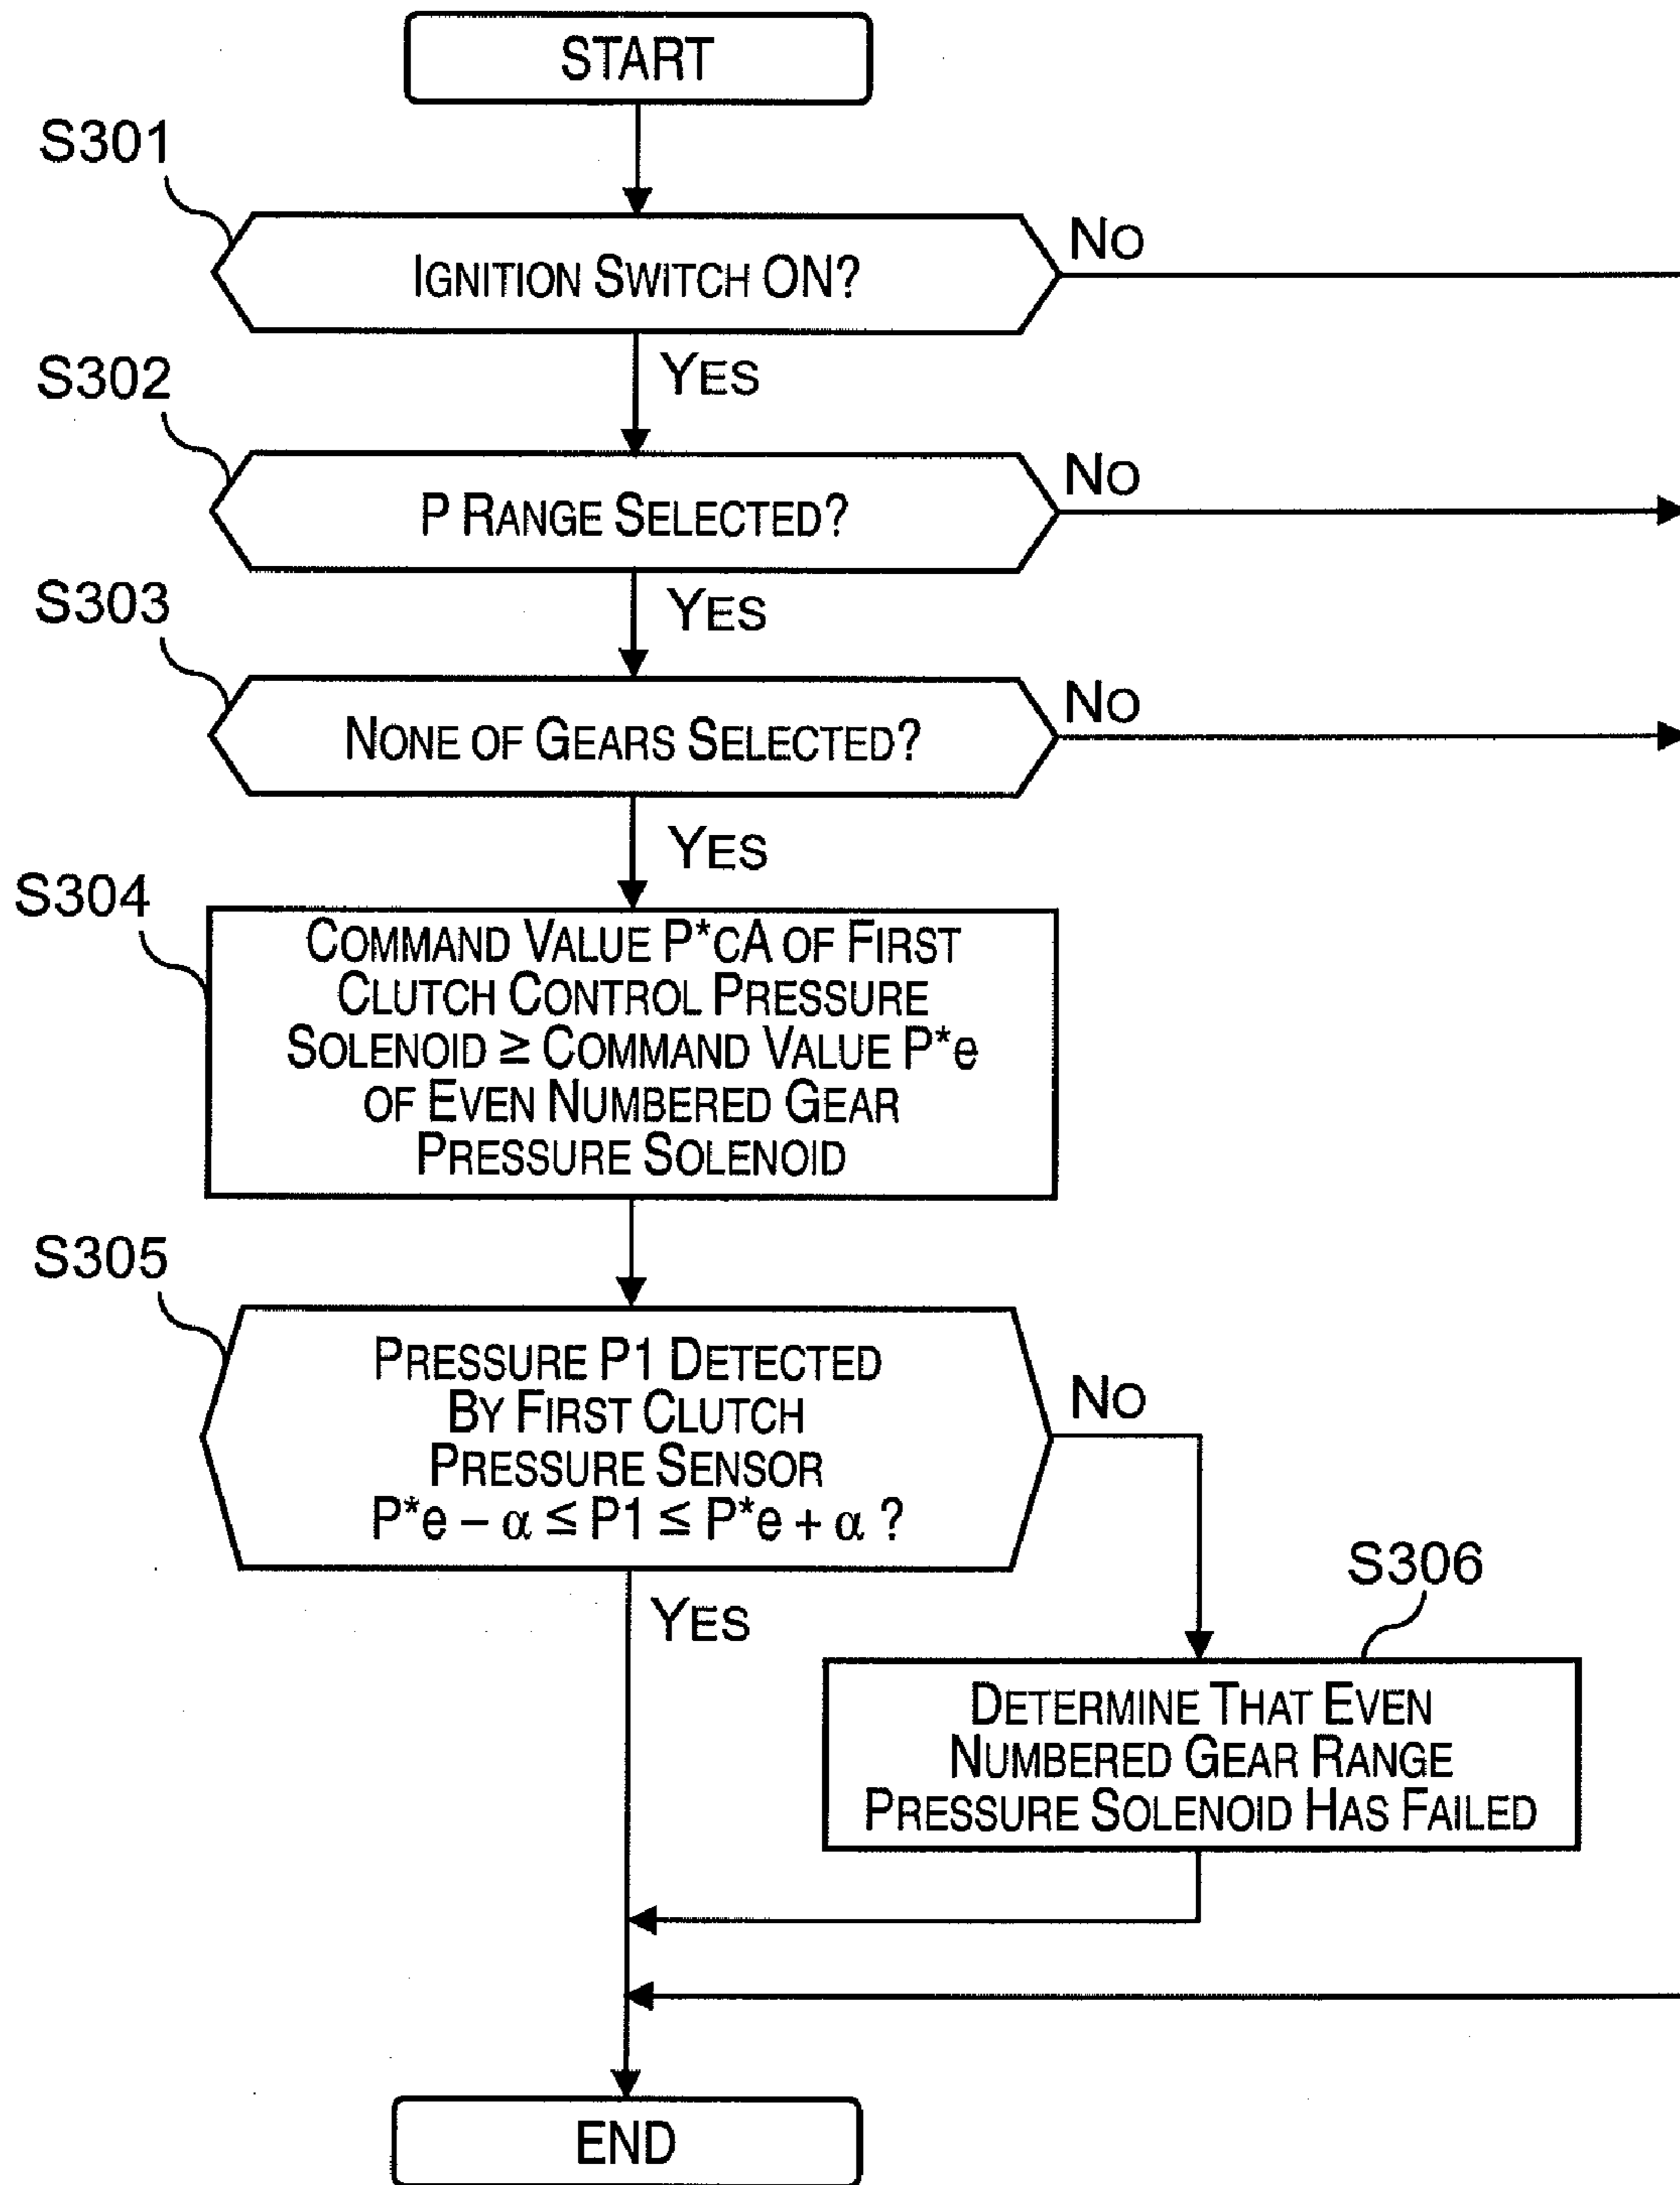 START
S301
IGNITION SWITCH ON?
NO
YES
S302
P RANGE SELECTED?
NO
YES
S303
NONE OF GEARS SELECTED?
NO
YES
S304
COMMAND VALUE P*cA OF FIRST
CLUTCH CONTROL PRESSURE
SOLENOID ≥ COMMAND VALUE P*e
OF EVEN NUMBERED GEAR
PRESSURE SOLENOID
S305
PRESSURE P1 DETECTED
BY FIRST CLUTCH
PRESSURE SENSOR
P*e – α ≤ P1 ≤ P*e + α ?
NO
YES
S306
DETERMINE THAT EVEN
NUMBERED GEAR RANGE
PRESSURE SOLENOID HAS FAILED
END